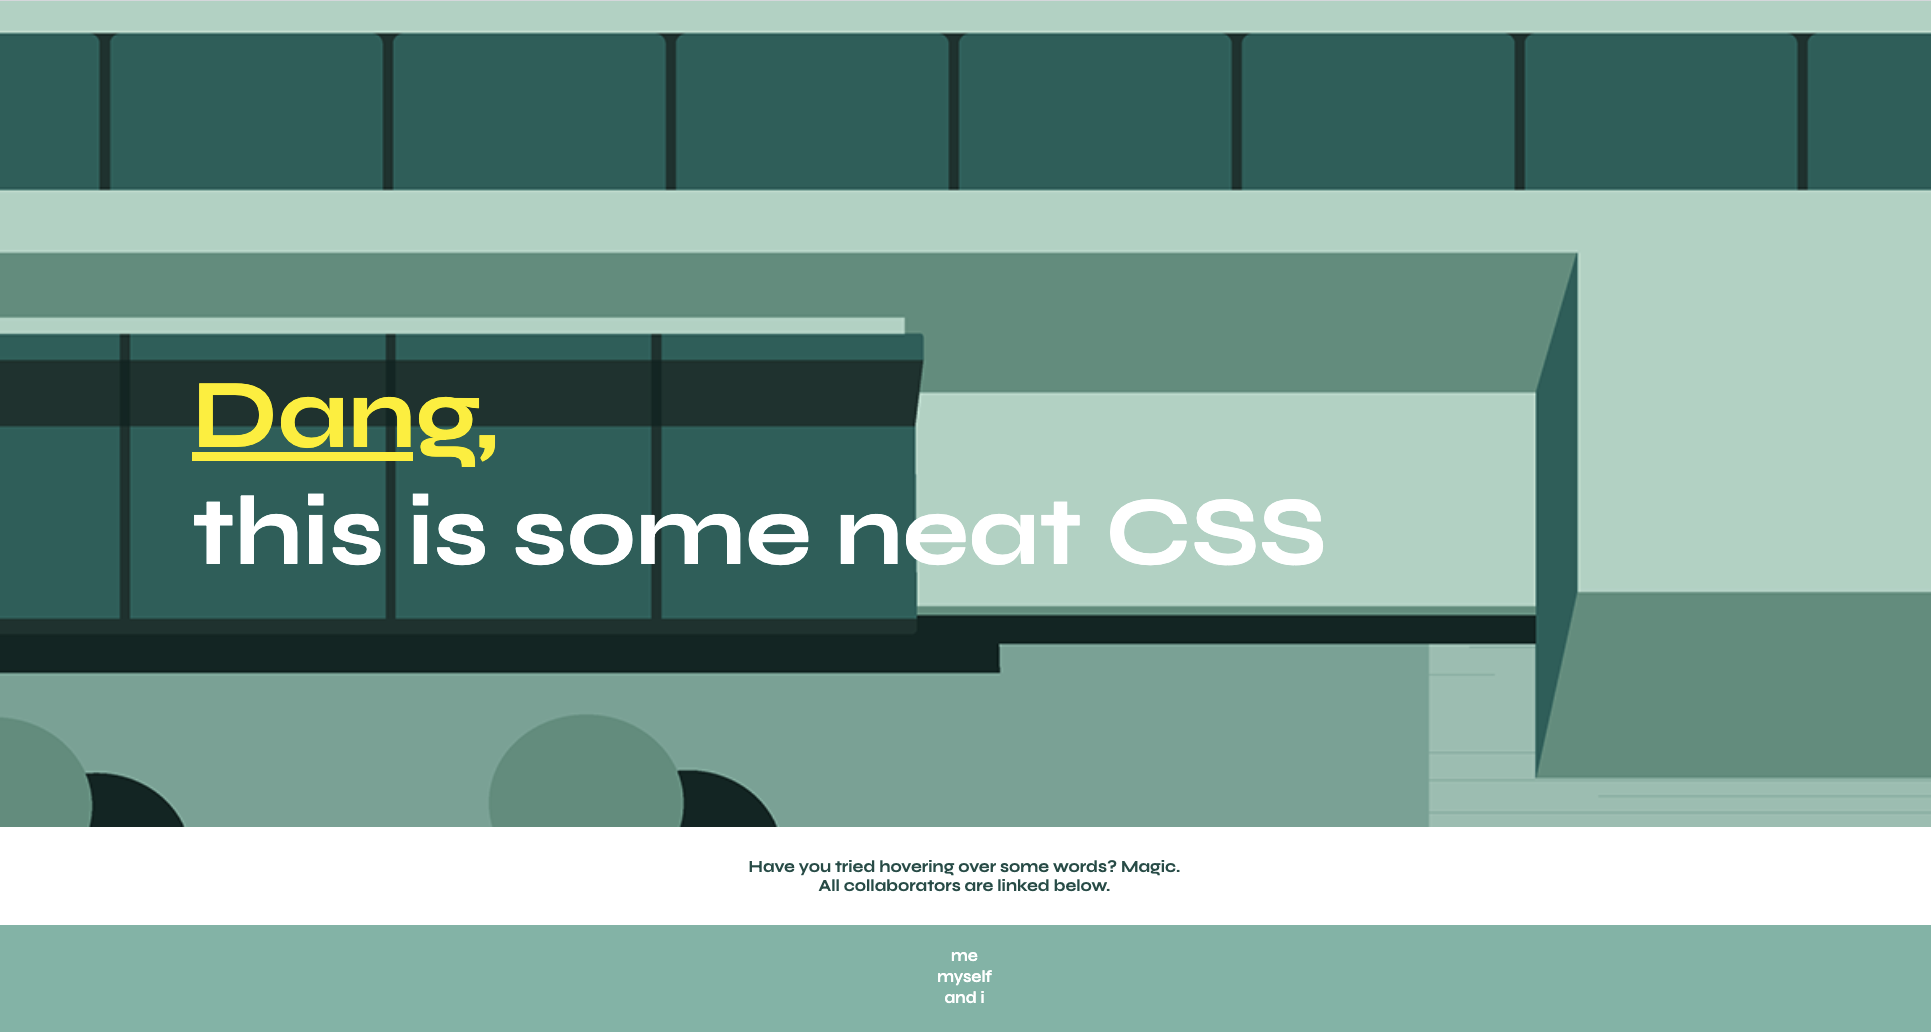 Dang,
this is some neat CSS
Have you tried hovering over some words? Magic.
All collaborators are linked below.
me
myself
and i